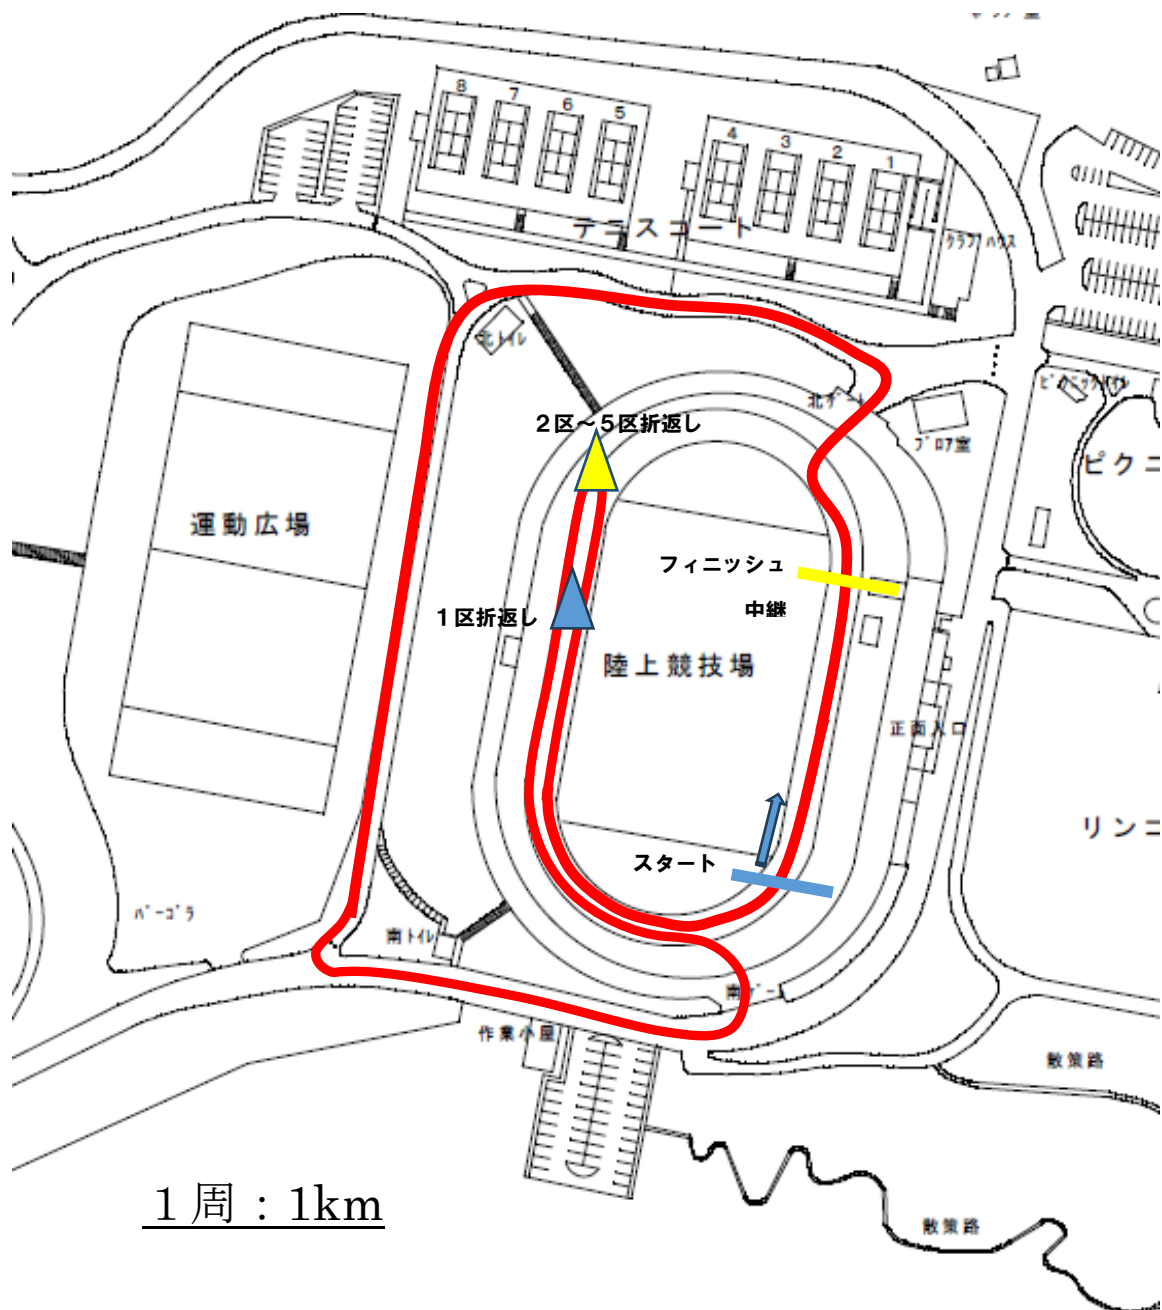 8
7
6
5
4
3
2
1
テニスコート
クラブハウス
北トイレ
北ゲート
ブロア室
2区～5区折返し
ピクニ
運動広場
フィニッシュ
中継
1区折返し
陸上競技場
正面入口
リンコ
スタート
パーゴラ
南トイレ
南ゲート
作業小屋
散策路
1周：1km
散策路